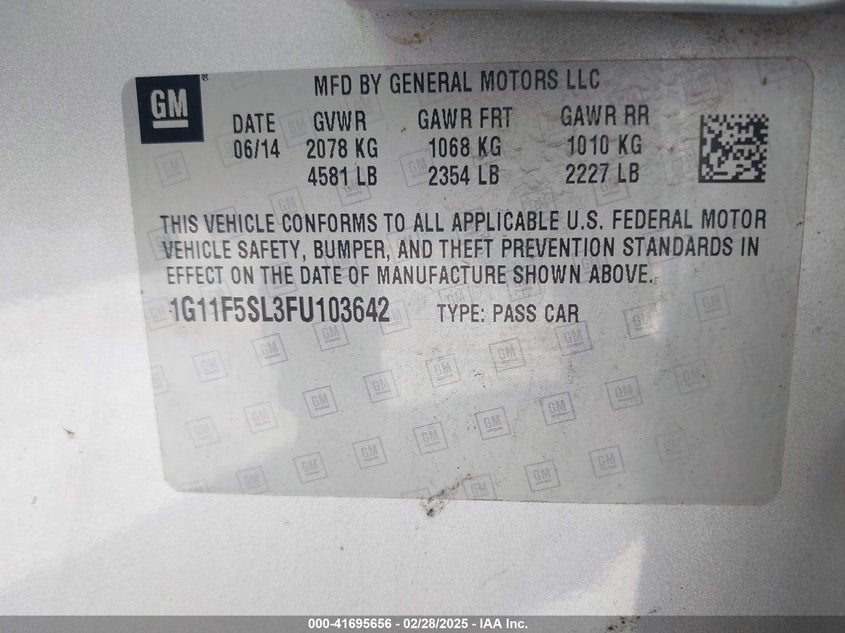 GM
MFD BY GENERAL MOTORS LLC
DATE GVWR GAWR FRT GAWR RR
06/14 2078 KG 1068 KG 1010 KG
4581 LB 2354 LB 2227 LB
THIS VEHICLE CONFORMS TO ALL APPLICABLE U.S. FEDERAL MOTOR
VEHICLE SAFETY, BUMPER, AND THEFT PREVENTION STANDARDS IN
EFFECT ON THE DATE OF MANUFACTURE SHOWN ABOVE.
1G11F5SL3FU103642 TYPE: PASS CAR
000-41695656 - 02/28/2025 - IAA Inc.